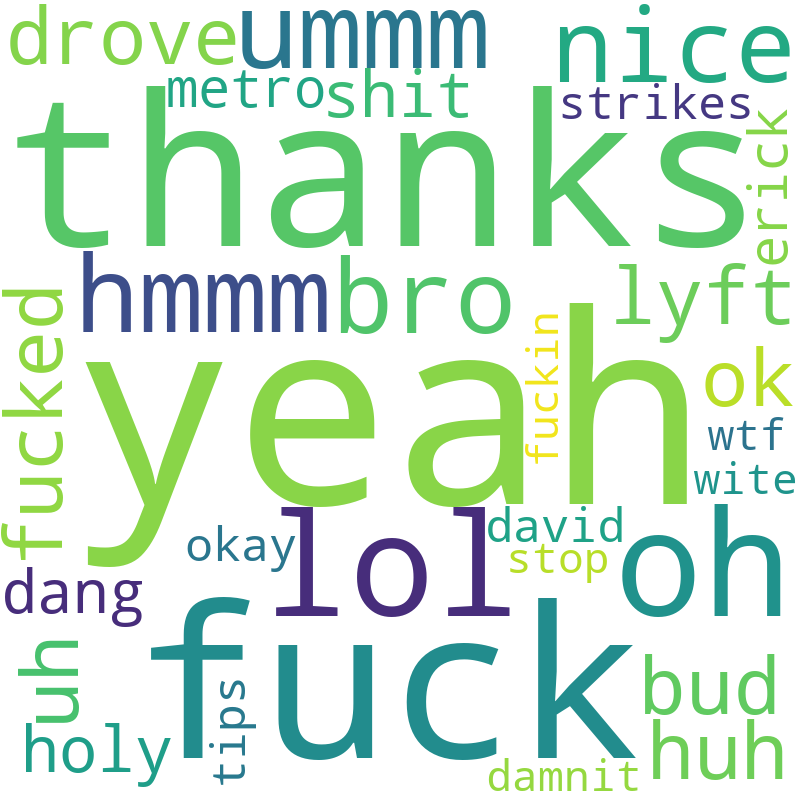 drove ummm nice
metro shit strikes
thanks erick
hmmm bro lyft
fucked yeah fuckin ok
wtf
wite
okay lol david oh
stop
dang
uh fuck bud
holy tips huh
damnit